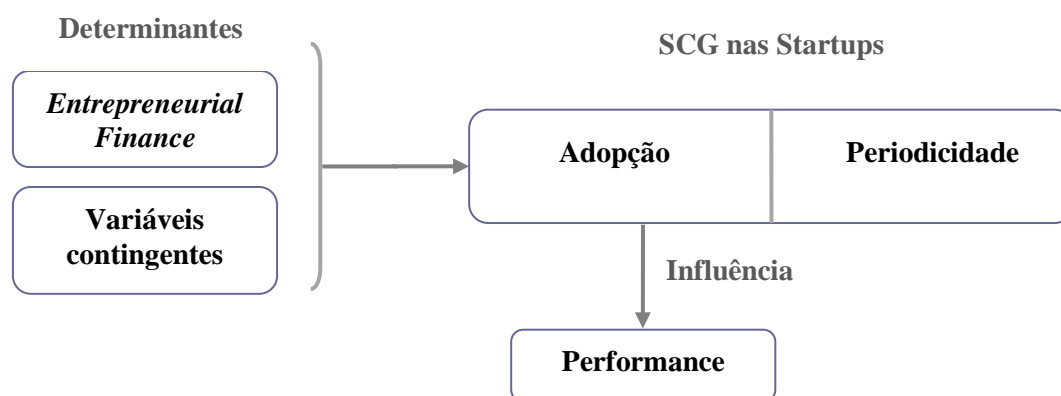 Determinantes
SCG nas Startups
Entrepreneurial
Finance
Adopção
Periodicidade
Variáveis
contingentes
Influência
Performance